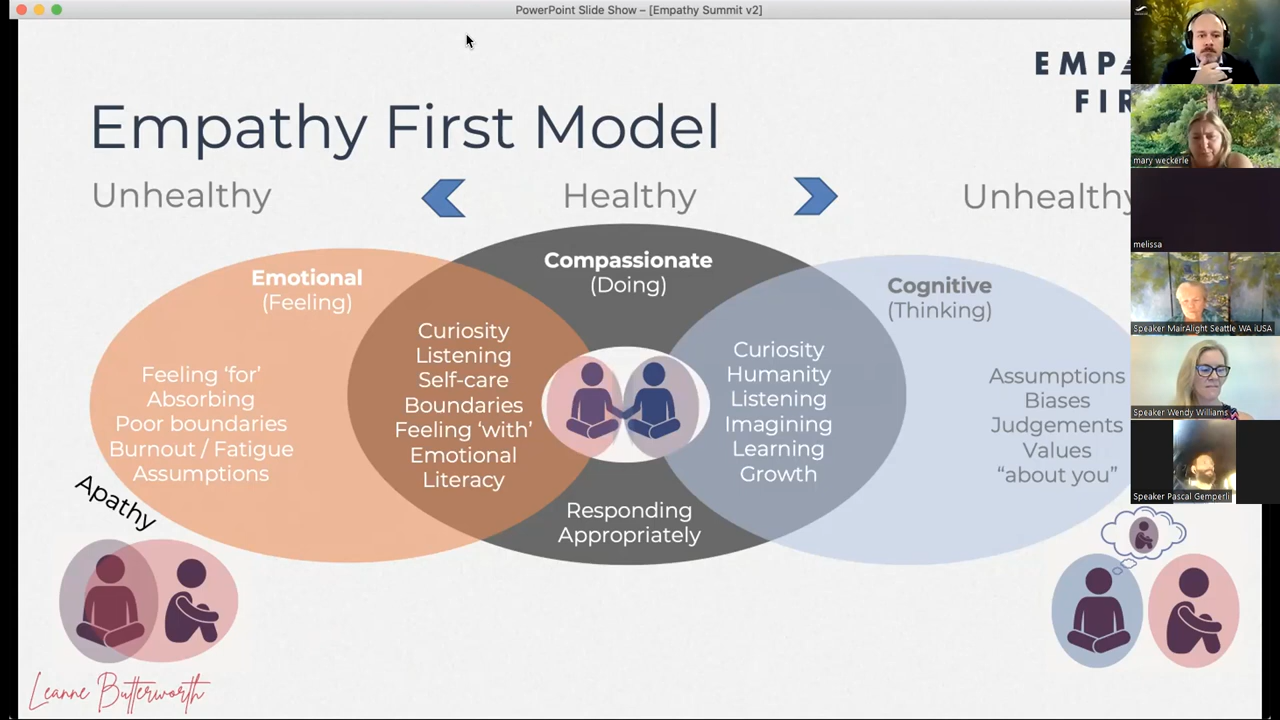 PowerPoint Slide Show – [Empathy Summit v2]
EMPA
FIR
Empathy First Model
Unhealthy
Healthy
Unhealthy
Emotional
(Feeling)
Feeling ‘for’
Absorbing
Poor boundaries
Burnout / Fatigue
Assumptions
Curiosity
Listening
Self-care
Boundaries
Feeling ‘with’
Emotional
Literacy
Compassionate
(Doing)
Responding
Appropriately
Curiosity
Humanity
Listening
Imagining
Learning
Growth
Cognitive
(Thinking)
Assumptions
Biases
Judgements
Values
“about you”
Apathy
Leanne Butterworth
mary weckerle
melissa
Speaker MairAlight Seattle WA iUSA
Speaker Wendy Williams
Speaker Pascal Gemperli